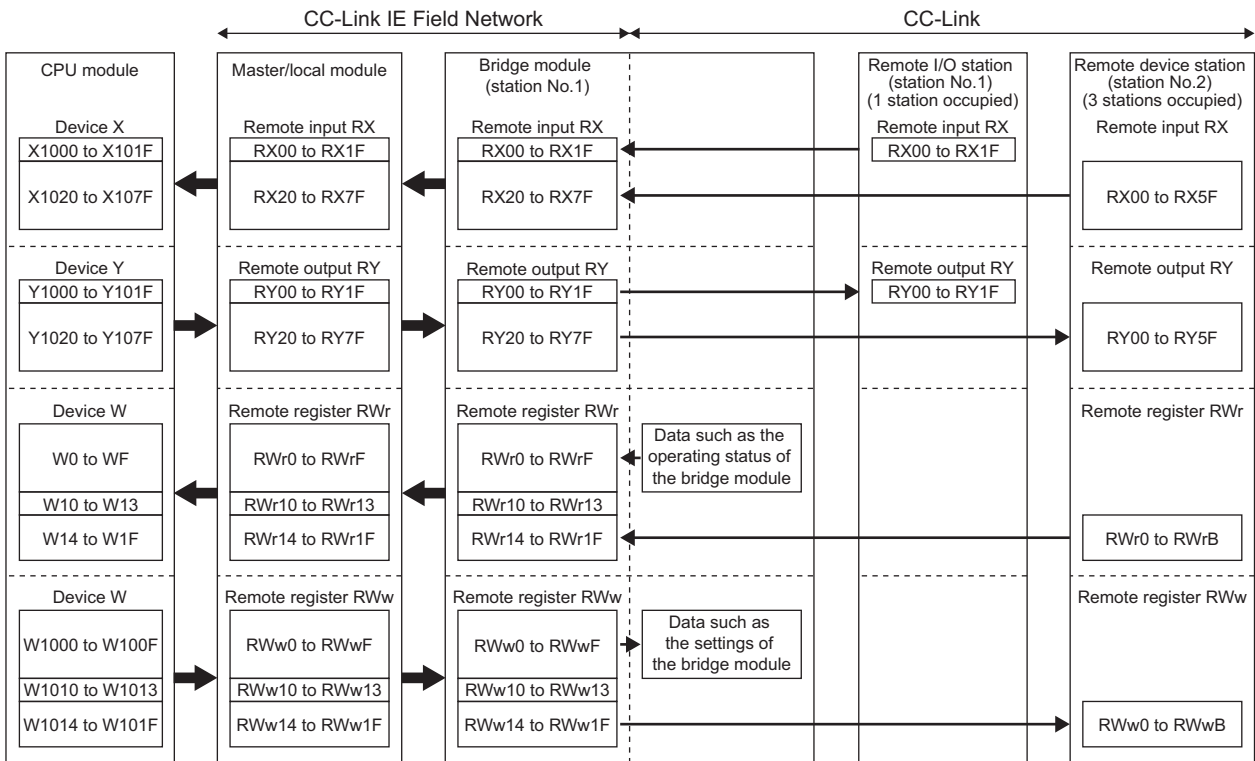 CC-Link IE Field Network
CC-Link
CPU module
Master/local module
Bridge module
(station No.1)
Remote I/O station
(station No.1)
(1 station occupied)
Remote device station
(station No.2)
(3 stations occupied)
Device X
Remote input RX
Remote input RX
Remote input RX
Remote input RX
X1000 to X101F
RX00 to RX1F
RX00 to RX1F
RX00 to RX1F
X1020 to X107F
RX20 to RX7F
RX20 to RX7F
RX00 to RX5F
Device Y
Remote output RY
Remote output RY
Remote output RY
Remote output RY
Y1000 to Y101F
RY00 to RY1F
RY00 to RY1F
RY00 to RY1F
Y1020 to Y107F
RY20 to RY7F
RY20 to RY7F
RY00 to RY5F
Device W
Remote register RWr
Remote register RWr
Remote register RWr
W0 to WF
RWr0 to RWrF
RWr0 to RWrF
Data such as the
operating status of
the bridge module
W10 to W13
RWr10 to RWr13
RWr10 to RWr13
W14 to W1F
RWr14 to RWr1F
RWr14 to RWr1F
RWr0 to RWrB
Device W
Remote register RWw
Remote register RWw
Remote register RWw
W1000 to W100F
RWw0 to RWwF
RWw0 to RWwF
Data such as
the settings of
the bridge module
W1010 to W1013
RWw10 to RWw13
RWw10 to RWw13
W1014 to W101F
RWw14 to RWw1F
RWw14 to RWw1F
RWw0 to RWwB